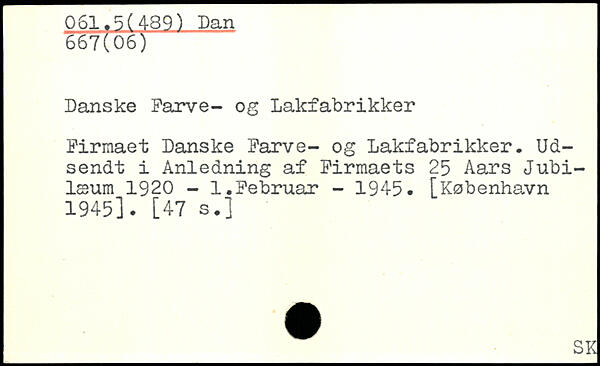 061.5(489) Dan
667(06)
Danske Farve- og Lakfabrikker
Firmaet Danske Farve- og Lakfabrikker. Ud-
sendt i Anledning af Firmaets 25 Aars Jubi-
læum 1920 - 1.Februar - 1945. [København
1945]. [47 s.]
SK